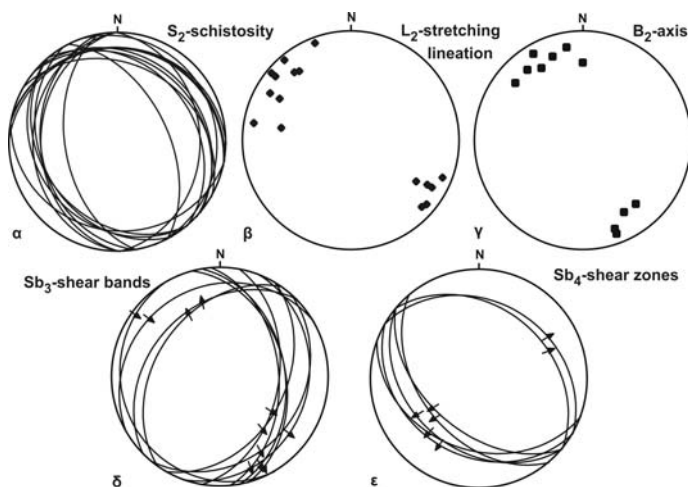 N
S₂-schistosity
α
N
L₂-stretching
lineation
β
N
B₂-axis
γ
N
Sb₃-shear bands
δ
N
Sb₄-shear zones
ε